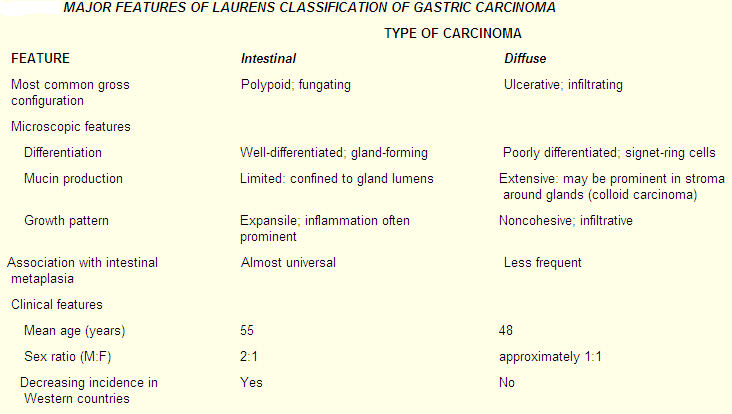 MAJOR FEATURES OF LAURENS CLASSIFICATION OF GASTRIC CARCINOMA
TYPE OF CARCINOMA
FEATURE Intestinal Diffuse
Most common gross configuration Polypoid; fungating Ulcerative; infiltrating
Microscopic features
Differentiation Well-differentiated; gland-forming Poorly differentiated; signet-ring cells
Mucin production Limited: confined to gland lumens Extensive: may be prominent in stroma around glands (colloid carcinoma)
Growth pattern Expansile; inflammation often prominent Noncohesive; infiltrative
Association with intestinal metaplasia Almost universal Less frequent
Clinical features
Mean age (years) 55 48
Sex ratio (M:F) 2:1 approximately 1:1
Decreasing incidence in Western countries Yes No